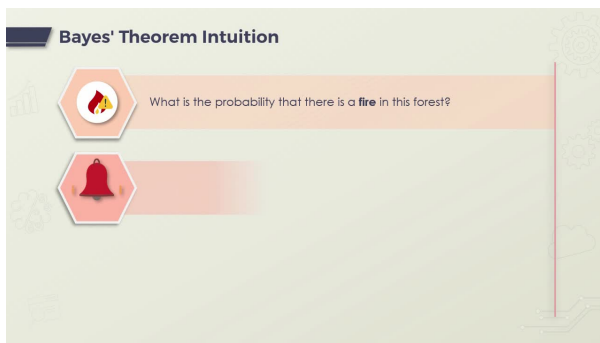 Bayes' Theorem Intuition
What is the probability that there is a fire in this forest?